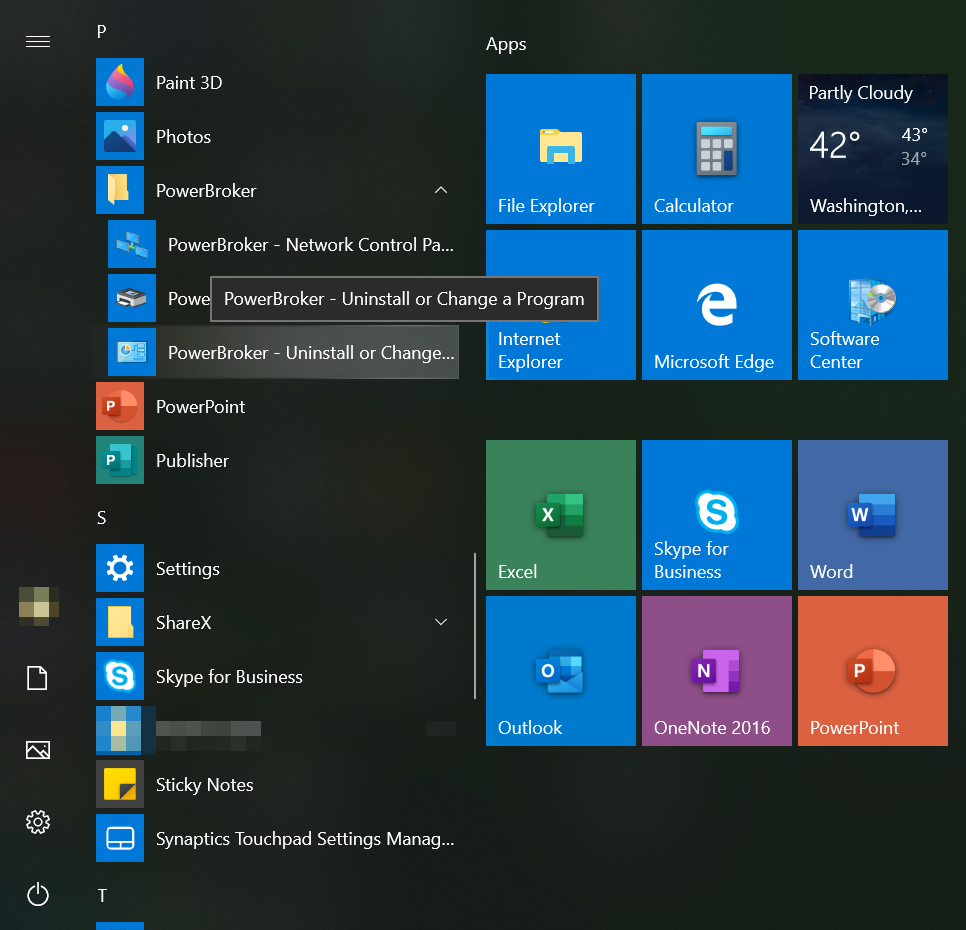 P
Paint 3D
Photos
PowerBroker
PowerBroker - Network Control Pa...
Powe
PowerBroker - Uninstall or Change a Program
PowerBroker - Uninstall or Change...
PowerPoint
Publisher
S
Settings
ShareX
Skype for Business
Sticky Notes
Synaptics Touchpad Settings Manag...
T
Apps
File Explorer
Calculator
Partly Cloudy
42°
43°
34°
Washington,...
Internet
Explorer
Microsoft Edge
Software
Center
Excel
Skype for
Business
Word
Outlook
OneNote 2016
PowerPoint